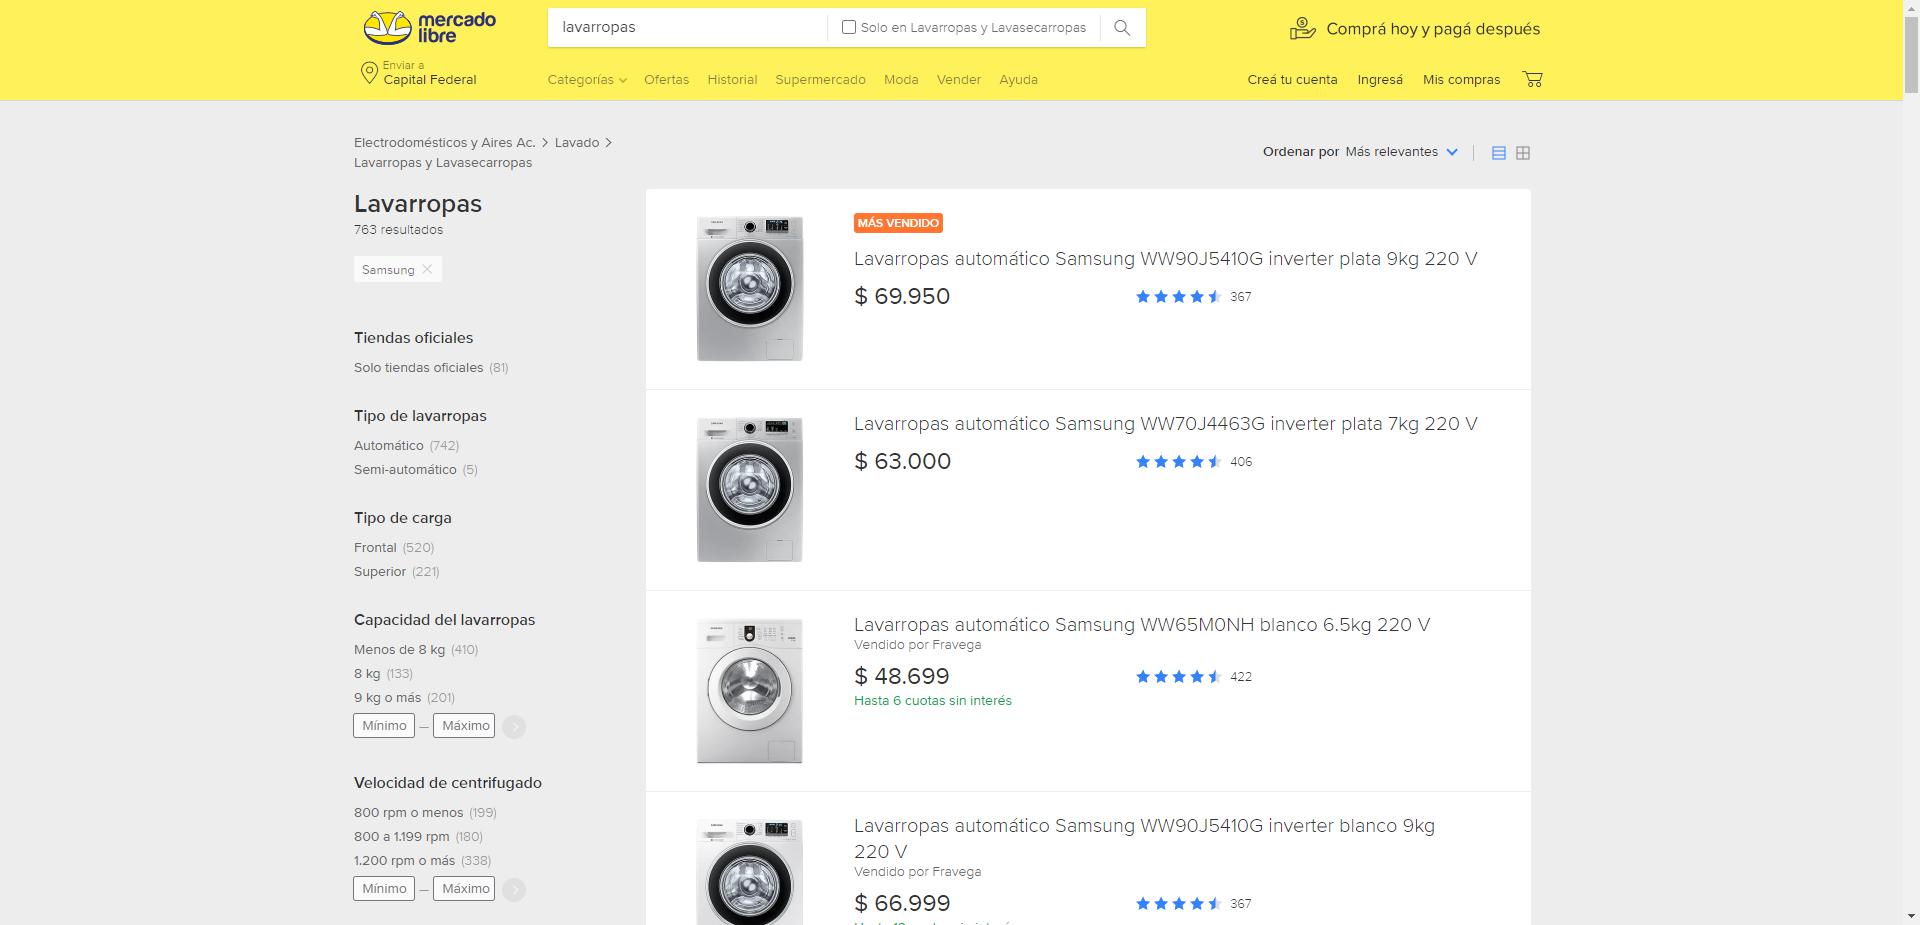 mercado
libre
lavarropas
Solo en Lavarropas y Lavasecarropas
Comprá hoy y pagá después
Enviar a
Capital Federal
Categorías
Ofertas
Historial
Supermercado
Moda
Vender
Ayuda
Creá tu cuenta
Ingresá
Mis compras
Electrodomésticos y Aires Ac. > Lavado >
Lavarropas y Lavasecarropas
Ordenar por Más relevantes
Lavarropas
763 resultados
Samsung
Tiendas oficiales
Solo tiendas oficiales (81)
Tipo de lavarropas
Automático (742)
Semi-automático (5)
Tipo de carga
Frontal (520)
Superior (221)
Capacidad del lavarropas
Menos de 8 kg (410)
8 kg (133)
9 kg o más (201)
Mínimo — Máximo
Velocidad de centrifugado
800 rpm o menos (199)
800 a 1.199 rpm (180)
1.200 rpm o más (338)
Mínimo — Máximo
MÁS VENDIDO
Lavarropas automático Samsung WW90J5410G inverter plata 9kg 220 V
$ 69.950
367
Lavarropas automático Samsung WW70J4463G inverter plata 7kg 220 V
$ 63.000
406
Lavarropas automático Samsung WW65M0NH blanco 6.5kg 220 V
Vendido por Fravega
$ 48.699
422
Hasta 6 cuotas sin interés
Lavarropas automático Samsung WW90J5410G inverter blanco 9kg
220 V
Vendido por Fravega
$ 66.999
367